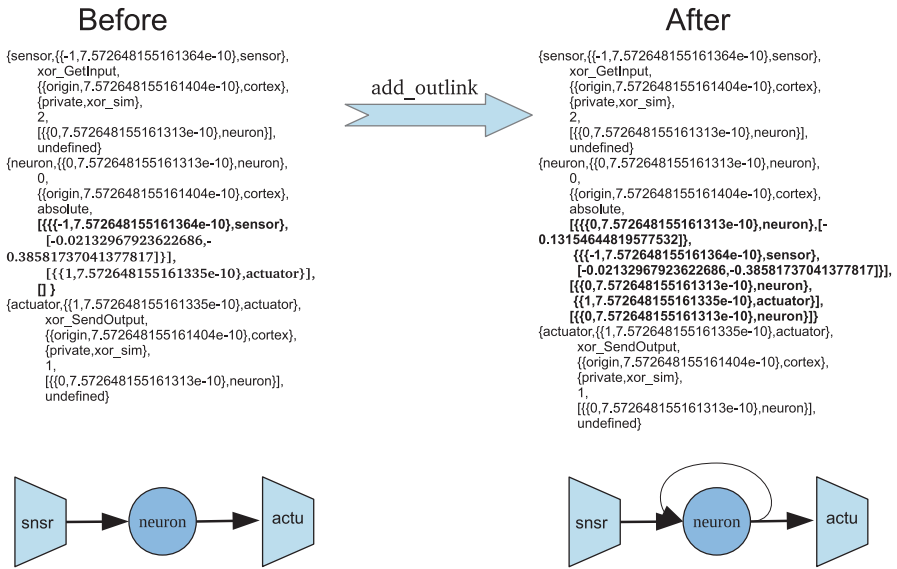 Before
{sensor,{{-1,7.572648155161364e-10},sensor},
xor_GetInput,
{{origin,7.572648155161404e-10},cortex},
{private,xor_sim},
2,
[{{0,7.572648155161313e-10},neuron}],
undefined}
{neuron,{{0,7.572648155161313e-10},neuron},
0,
{{origin,7.572648155161404e-10},cortex},
absolute,
[{{{-1,7.572648155161364e-10},sensor},
[-0.02132967923622686,-
0.38581737041377817]}],
[{{1,7.572648155161335e-10},actuator}],
[] }
{actuator,{{1,7.572648155161335e-10},actuator},
xor_SendOutput,
{{origin,7.572648155161404e-10},cortex},
{private,xor_sim},
1,
[{{0,7.572648155161313e-10},neuron}],
undefined}
add_outlink
After
{sensor,{{-1,7.572648155161364e-10},sensor},
xor_GetInput,
{{origin,7.572648155161404e-10},cortex},
{private,xor_sim},
2,
[{{0,7.572648155161313e-10},neuron}],
undefined}
{neuron,{{0,7.572648155161313e-10},neuron},
0,
{{origin,7.572648155161404e-10},cortex},
absolute,
[{{{0,7.572648155161313e-10},neuron},[-
0.13154644819577532]},
{{{-1,7.572648155161364e-10},sensor},
[-0.02132967923622686,-0.38581737041377817]}],
[{{0,7.572648155161313e-10},neuron},
{{1,7.572648155161335e-10},actuator}],
[{{0,7.572648155161313e-10},neuron}]}
{actuator,{{1,7.572648155161335e-10},actuator},
xor_SendOutput,
{{origin,7.572648155161404e-10},cortex},
{private,xor_sim},
1,
[{{0,7.572648155161313e-10},neuron}],
undefined}
snsr
neuron
actu
snsr
neuron
actu